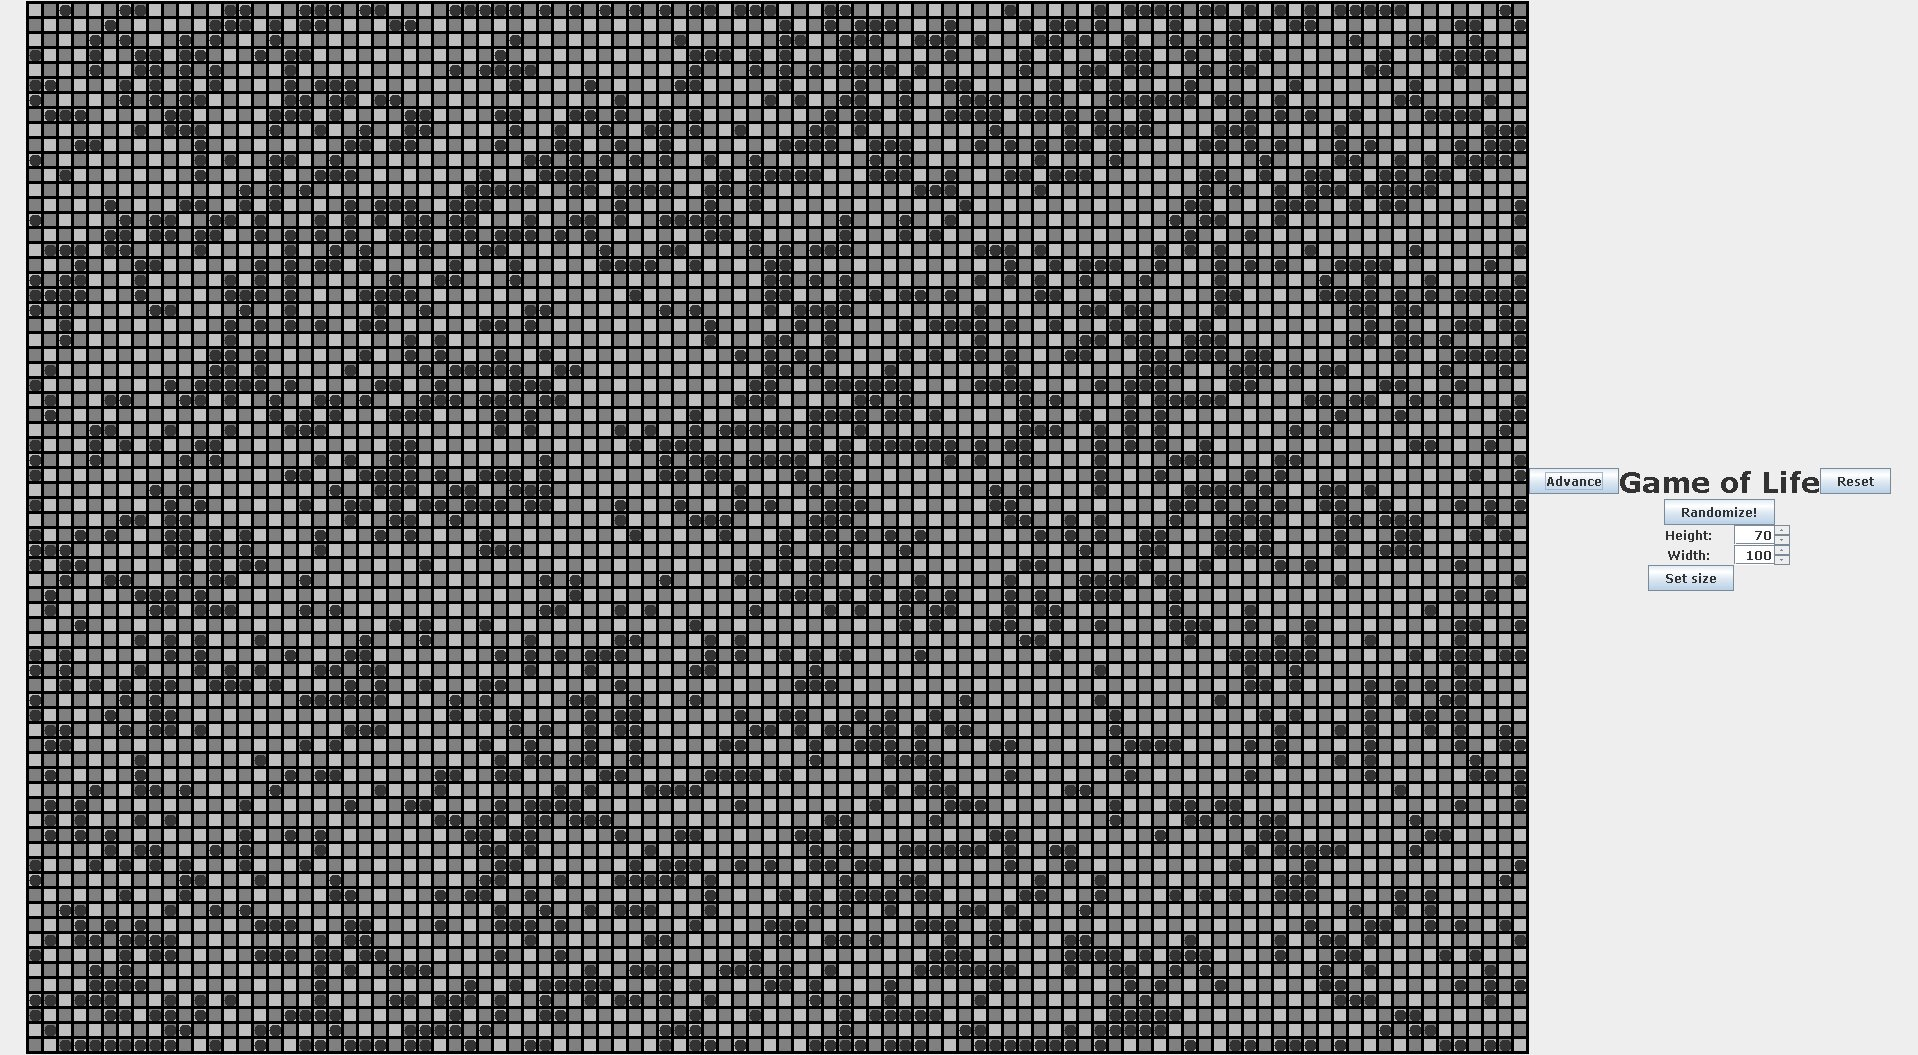 Advance Game of Life Reset
Randomize!
Height: 70
Width: 100
Set size